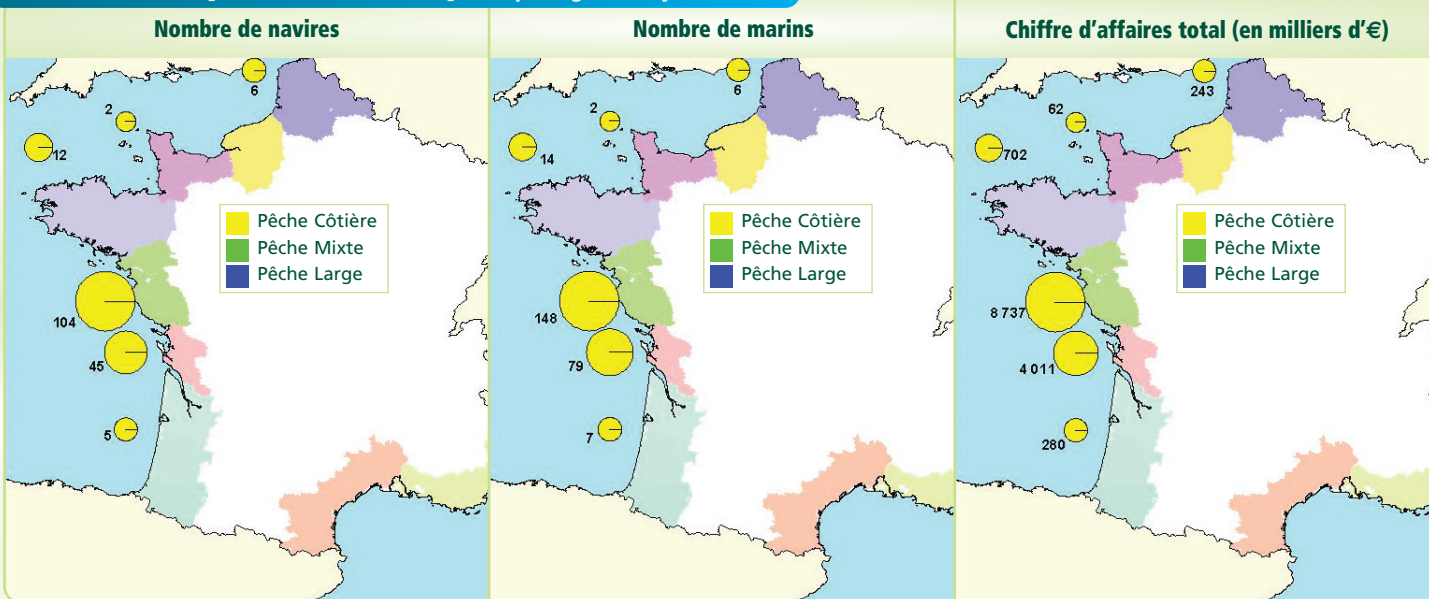 Nombre de navires
6
2
12
Pêche Côtière
Pêche Mixte
Pêche Large
104
45
5
Nombre de marins
6
2
14
Pêche Côtière
Pêche Mixte
Pêche Large
148
79
7
Chiffre d'affaires total (en milliers d'€)
243
62
702
Pêche Côtière
Pêche Mixte
Pêche Large
8 737
4 011
280